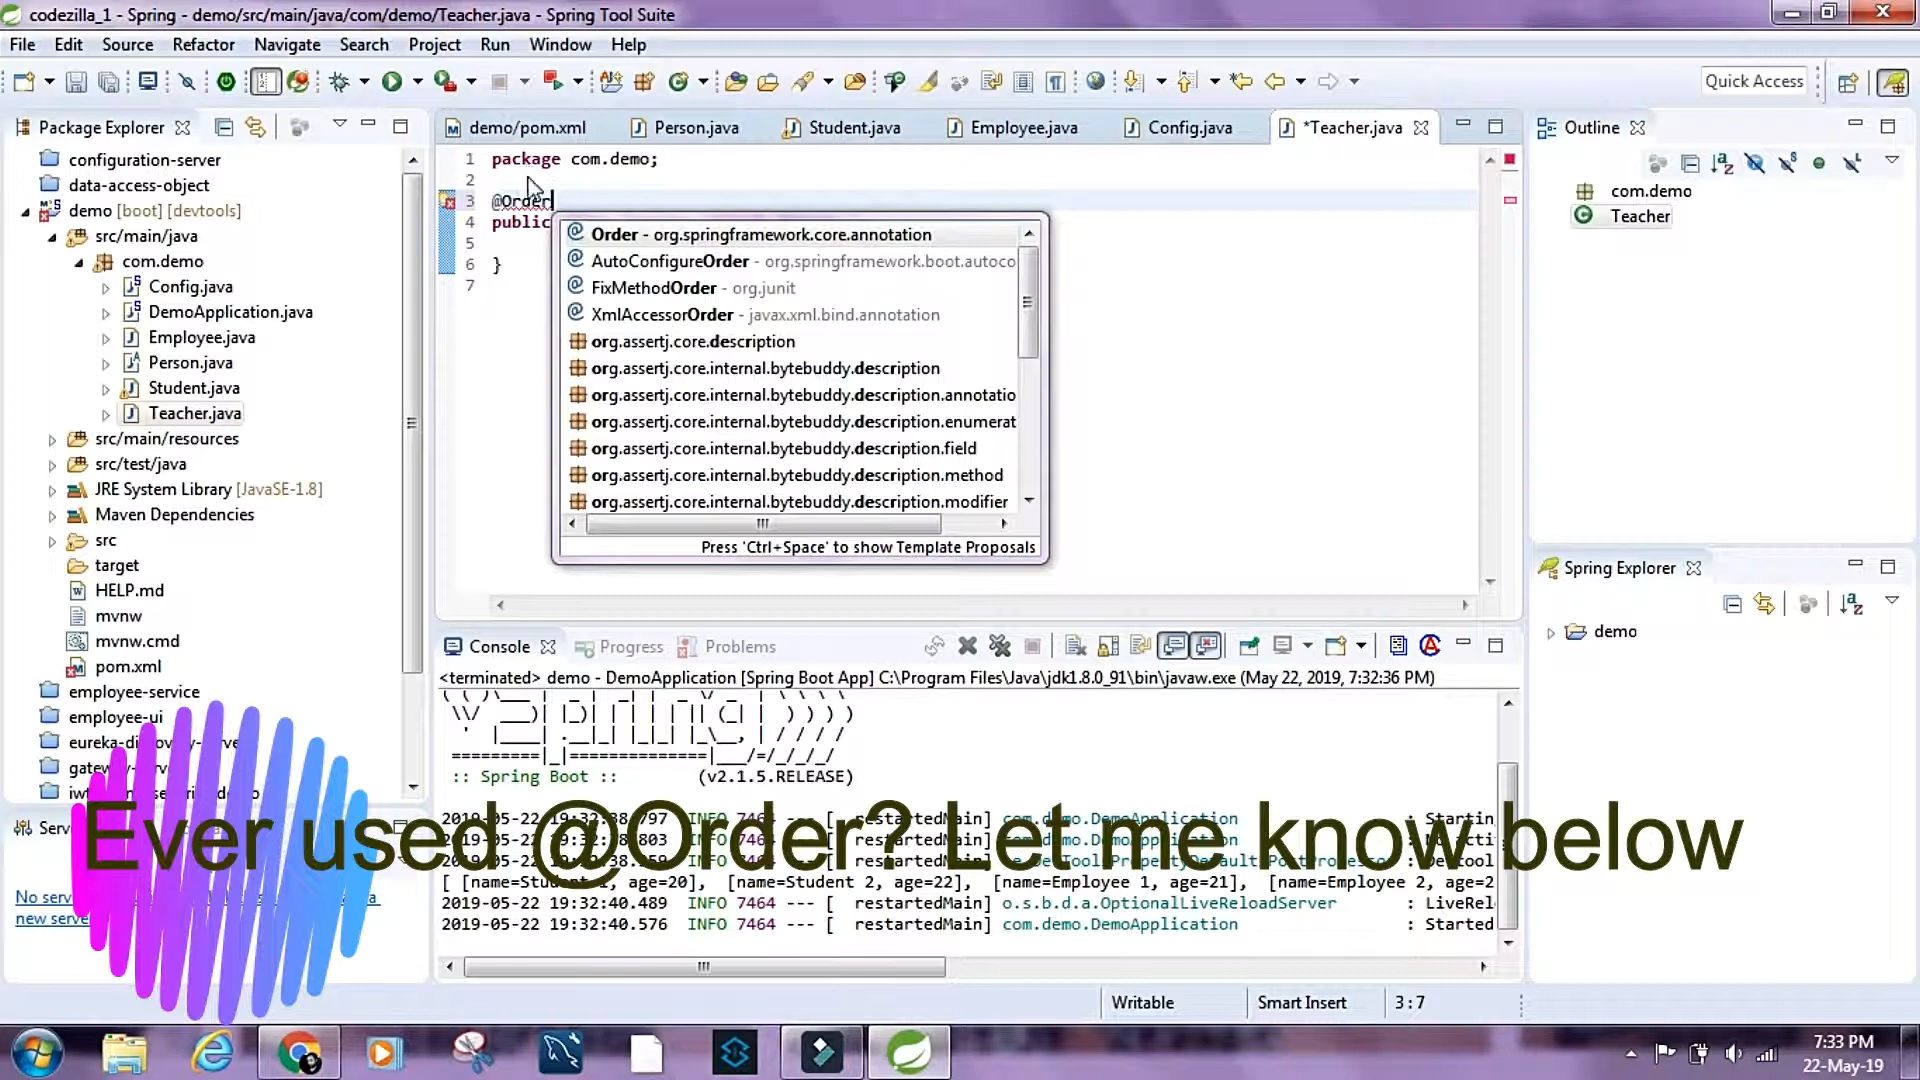 codezilla_1 - Spring - demo/src/main/java/com/demo/Teacher.java - Spring Tool Suite
File Edit Source Refactor Navigate Search Project Run Window Help
Quick Access
Package Explorer
configuration-server
data-access-object
demo [boot] [devtools]
src/main/java
com.demo
Config.java
DemoApplication.java
Employee.java
Person.java
Student.java
Teacher.java
src/main/resources
src/test/java
JRE System Library [JavaSE-1.8]
Maven Dependencies
src
target
HELP.md
mvnw
mvnw.cmd
pom.xml
employee-service
employee-ui
demo/pom.xml Person.java Student.java Employee.java Config.java *Teacher.java
1 package com.demo;
2
3 @Order
4 public
5
6 }
7
Order - org.springframework.core.annotation
AutoConfigureOrder - org.springframework.boot.autoco
FixMethodOrder - org.junit
XmlAccessorOrder - javax.xml.bind.annotation
org.assertj.core.description
org.assertj.core.internal.bytebuddy.description
org.assertj.core.internal.bytebuddy.description.annotatio
org.assertj.core.internal.bytebuddy.description.enumerat
org.assertj.core.internal.bytebuddy.description.field
org.assertj.core.internal.bytebuddy.description.method
org.assertj.core.internal.bytebuddy.description.modifier
Press 'Ctrl+Space' to show Template Proposals
Outline
com.demo
Teacher
Spring Explorer
demo
Console Progress Problems
<terminated> demo - DemoApplication [Spring Boot App] C:\Program Files\Java\jdk1.8.0_91\bin\javaw.exe (May 22, 2019, 7:32:36 PM)
:: Spring Boot :: (v2.1.5.RELEASE)
Ever used @Order? Let me know below
[ [name=Student 1, age=20], [name=Student 2, age=22], [name=Employee 1, age=21], [name=Employee 2, age=2
2019-05-22 19:32:40.489 INFO 7464 --- [ restartedMain] o.s.b.d.a.OptionalLiveReloadServer : LiveRel
2019-05-22 19:32:40.576 INFO 7464 --- [ restartedMain] com.demo.DemoApplication : Started
No
new
Writable Smart Insert 3 : 7
7:33 PM
22-May-19